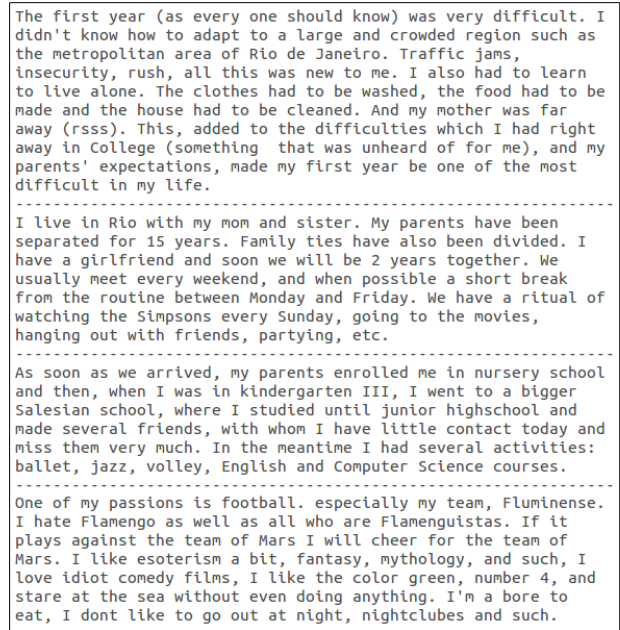 The first year (as every one should know) was very difficult. I
didn't know how to adapt to a large and crowded region such as
the metropolitan area of Rio de Janeiro. Traffic jams,
insecurity, rush, all this was new to me. I also had to learn
to live alone. The clothes had to be washed, the food had to be
made and the house had to be cleaned. And my mother was far
away (rsss). This, added to the difficulties which I had right
away in College (something  that was unheard of for me), and my
parents' expectations, made my first year be one of the most
difficult in my life.
----------------------------------------------------------------
I live in Rio with my mom and sister. My parents have been
separated for 15 years. Family ties have also been divided. I
have a girlfriend and soon we will be 2 years together. We
usually meet every weekend, and when possible a short break
from the routine between Monday and Friday. We have a ritual of
watching the Simpsons every Sunday, going to the movies,
hanging out with friends, partying, etc.
----------------------------------------------------------------
As soon as we arrived, my parents enrolled me in nursery school
and then, when I was in kindergarten III, I went to a bigger
Salesian school, where I studied until junior highschool and
made several friends, with whom I have little contact today and
miss them very much. In the meantime I had several activities:
ballet, jazz, volley, English and Computer Science courses.
----------------------------------------------------------------
One of my passions is football. especially my team, Fluminense.
I hate Flamengo as well as all who are Flamenguistas. If it
plays against the team of Mars I will cheer for the team of
Mars. I like esoterism a bit, fantasy, mythology, and such, I
love idiot comedy films, I like the color green, number 4, and
stare at the sea without even doing anything. I'm a bore to
eat, I dont like to go out at night, nightclubes and such.